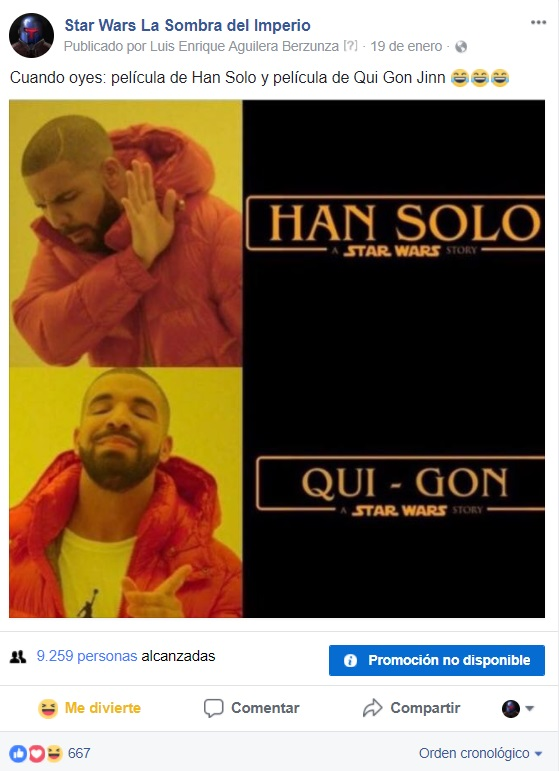 Star Wars La Sombra del Imperio
Publicado por Luis Enrique Aguilera Berzunza [?] · 19 de enero ·
Cuando oyes: película de Han Solo y película de Qui Gon Jinn 😂😂😂
HAN SOLO
A STAR WARS STORY
QUI - GON
A STAR WARS STORY
9.259 personas alcanzadas
Promoción no disponible
Me divierte Comentar Compartir
667 Orden cronológico